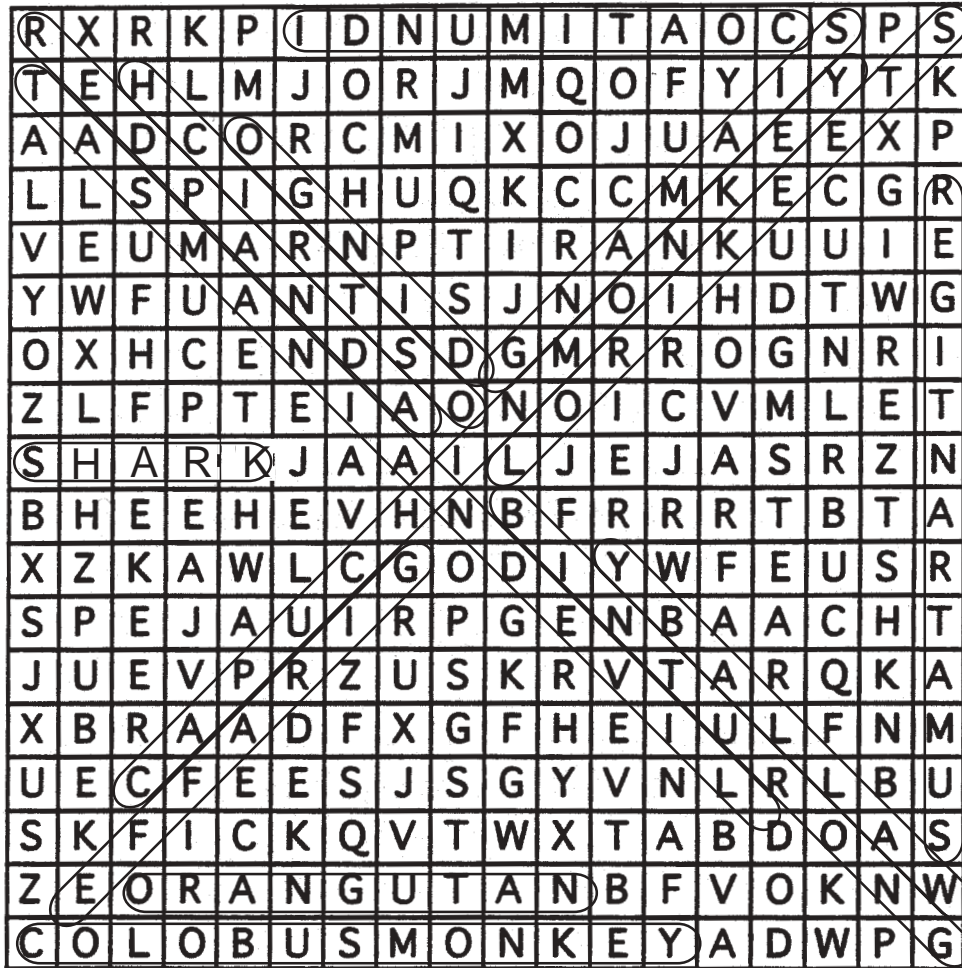 R X R K P I D N U M I T A O C S P S
T E H L M J O R J M Q O F Y I Y T K
A A D C O R C M I X O J U A E E X P
L L S P I G H U Q K C C M K E C G R
V E U M A R N P T I R A N K U U I E
Y W F U A N T I S J N O I H D T W G
O X H C E N D S D G M R R O G N R I
Z L F P T E I A O N O I C V M L E T
S H A R K J A A I L J E J A S R Z N
B H E E H E V H N B F R R R T B T A
X Z K A W L C G O D I Y W F E U S R
S P E J A U I R P G E N B A A C H T
J U E V P R Z U S K R V T A R Q K A
X B R A A D F X G F H E I U L F N M
U E C F E E S J S G Y V N L R L B U
S K F I C K Q V T W X T A B D O A S
Z E O R A N G U T A N B F V O K N W
C O L O B U S M O N K E Y A D W P G